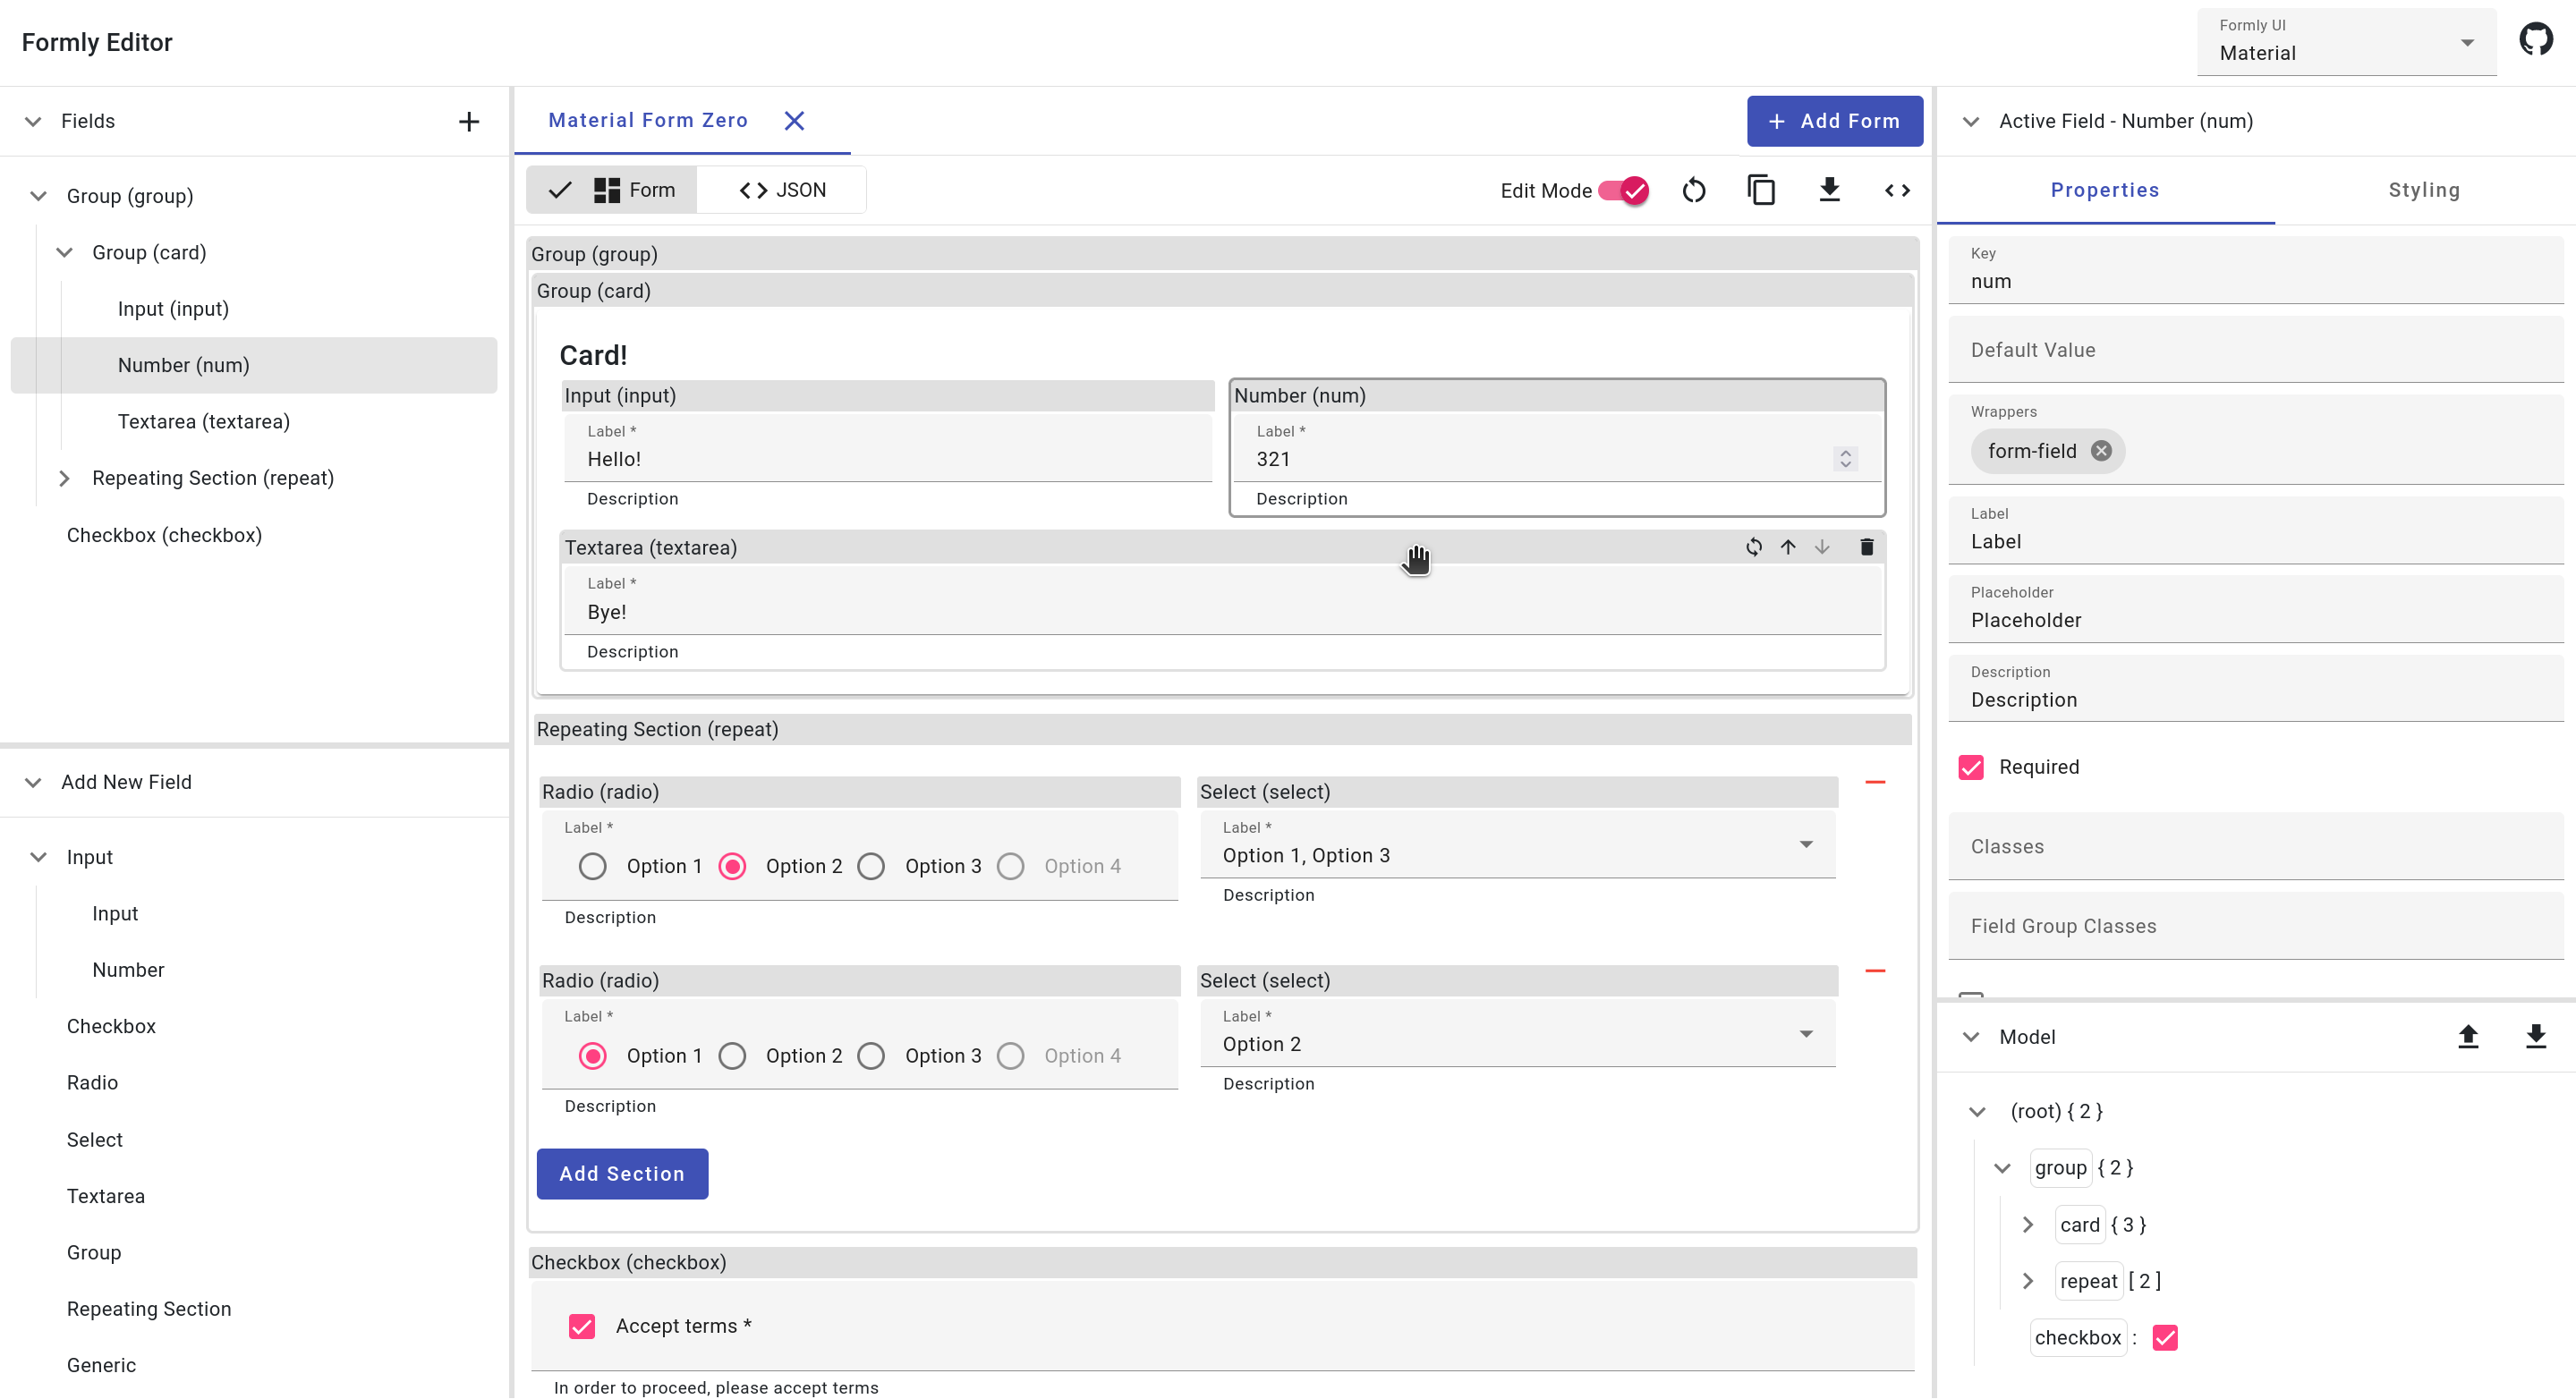 Formly Editor
Formly UI
Material
Fields
Group (group)
Group (card)
Input (input)
Number (num)
Textarea (textarea)
Repeating Section (repeat)
Checkbox (checkbox)
Add New Field
Input
Input
Number
Checkbox
Radio
Select
Textarea
Group
Repeating Section
Generic
Material Form Zero
Add Form
Form
JSON
Edit Mode
Group (group)
Group (card)
Card!
Input (input)
Label *
Hello!
Description
Number (num)
Label *
321
Description
Textarea (textarea)
Label *
Bye!
Description
Repeating Section (repeat)
Radio (radio)
Label *
Option 1 Option 2 Option 3 Option 4
Description
Select (select)
Label *
Option 1, Option 3
Description
Radio (radio)
Label *
Option 1 Option 2 Option 3 Option 4
Description
Select (select)
Label *
Option 2
Description
Add Section
Checkbox (checkbox)
Accept terms *
In order to proceed, please accept terms
Active Field - Number (num)
Properties
Styling
Key
num
Default Value
Wrappers
form-field
Label
Label
Placeholder
Placeholder
Description
Description
Required
Classes
Field Group Classes
Model
(root) { 2 }
group { 2 }
card { 3 }
repeat [ 2 ]
checkbox :